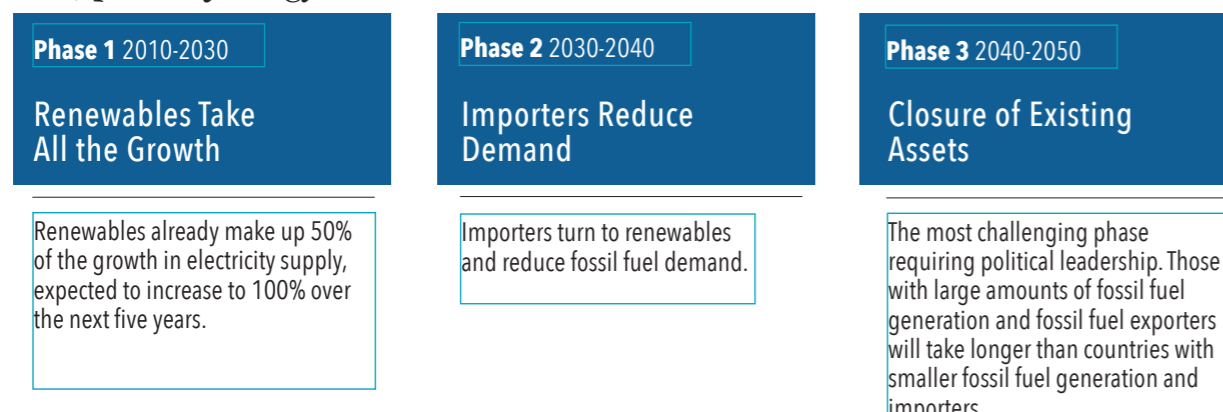 Phase 1 2010-2030
Renewables Take
All the Growth
Renewables already make up 50%
of the growth in electricity supply,
expected to increase to 100% over
the next five years.
Phase 2 2030-2040
Importers Reduce
Demand
Importers turn to renewables
and reduce fossil fuel demand.
Phase 3 2040-2050
Closure of Existing
Assets
The most challenging phase
requiring political leadership. Those
with large amounts of fossil fuel
generation and fossil fuel exporters
will take longer than countries with
smaller fossil fuel generation and
importers